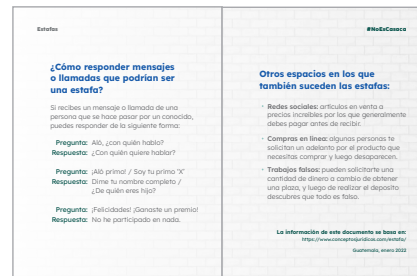 Estafas
¿Cómo responder mensajes
o llamadas que podrían ser
una estafa?
Si recibes un mensaje o llamada de una
persona que se hace pasar por un conocido,
puedes responder de la siguiente forma:
Pregunta: Aló, ¿con quién hablo?
Respuesta: ¿Con quién quiere hablar?
Pregunta: ¡Aló primo! / Soy tu primo "X"
Respuesta: Dime tu nombre completo /
¿De quién eres hijo?
Pregunta: ¡Felicidades! ¡Ganaste un premio!
Respuesta: No he participado en nada.
#NoEsCasaca
Otros espacios en los que
también suceden las estafas:
· Redes sociales: artículos en venta a
precios increíbles por los que generalmente
debes pagar antes de recibir.
· Compras en línea: algunas personas te
solicitan un adelanto por el producto que
necesitas comprar y luego desaparecen.
· Trabajos falsos: pueden solicitarte una
cantidad de dinero a cambio de obtener
una plaza, y luego de realizar el deposito
descubres que todo es falso.
La información de este documento se basa en:
https://www.conceptosjuridicos.com/estafa/
Guatemala, enero 2022